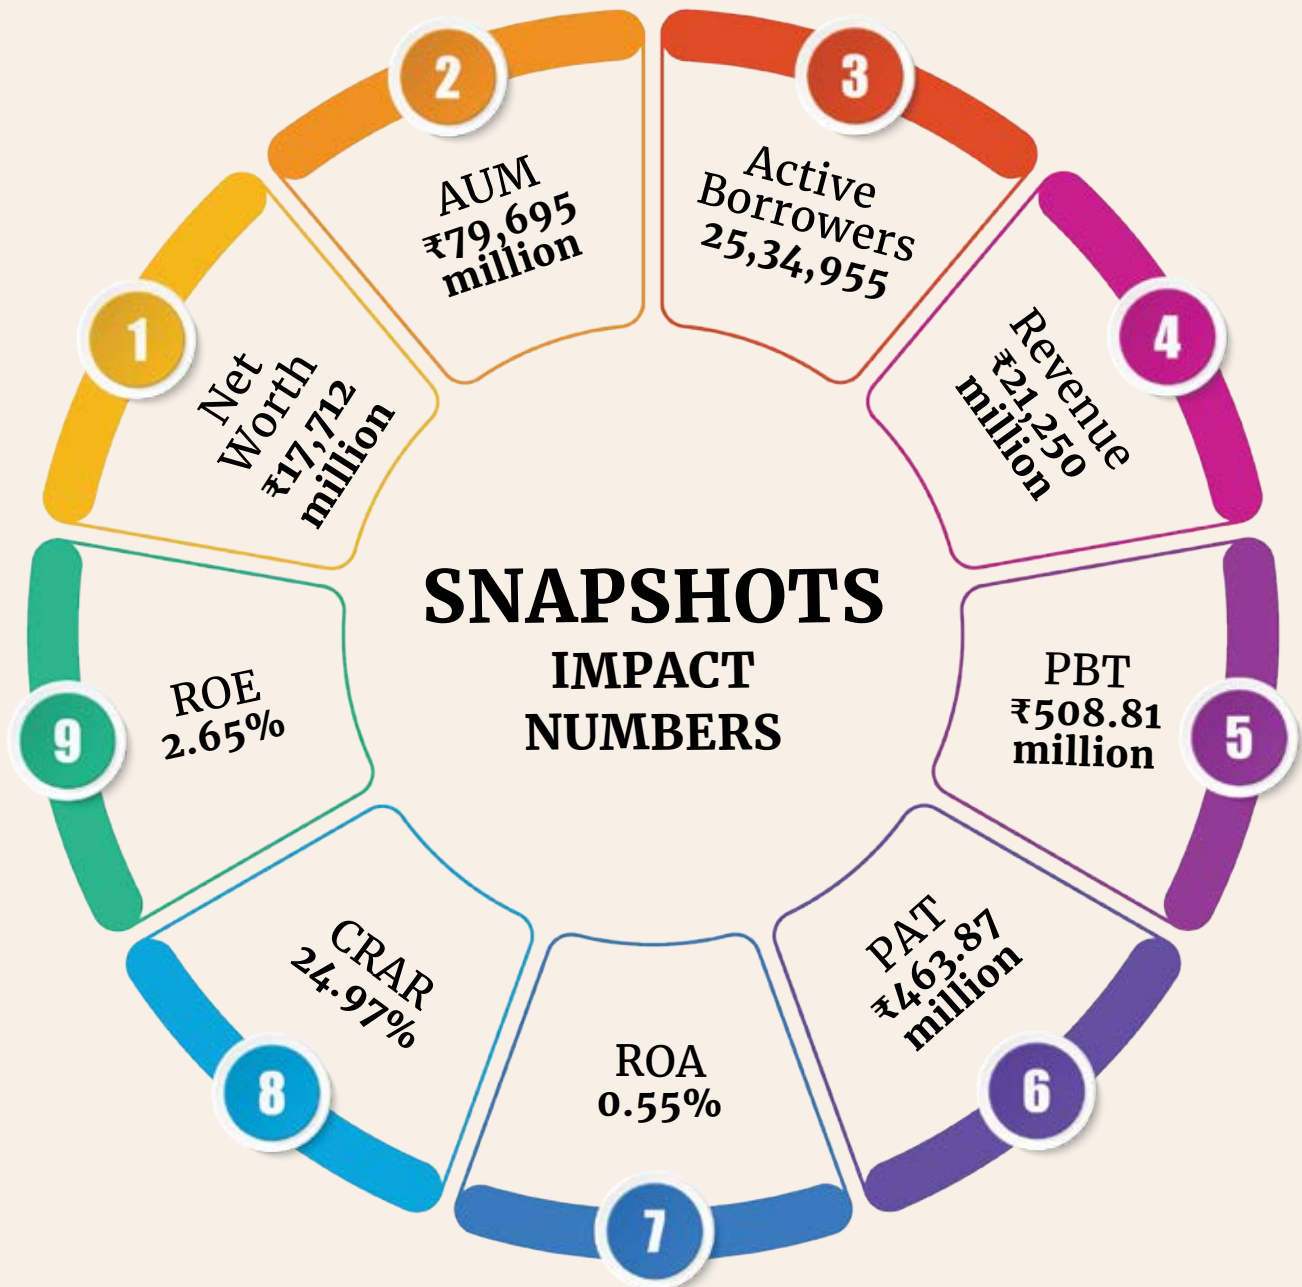 SNAPSHOTS
IMPACT
NUMBERS
1
Net
Worth
₹17,712
million
2
AUM
₹79,695
million
3
Active
Borrowers
25,34,955
4
Revenue
₹21,250
million
5
PBT
₹508.81
million
6
PAT
₹463.87
million
7
ROA
0.55%
8
CRAR
24.97%
9
ROE
2.65%